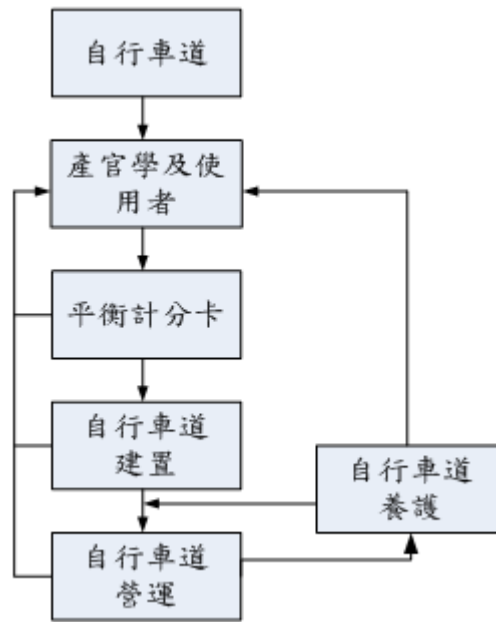 自行車道
產官學及使
用者
平衡計分卡
自行車道
建置
自行車道
養護
自行車道
營運